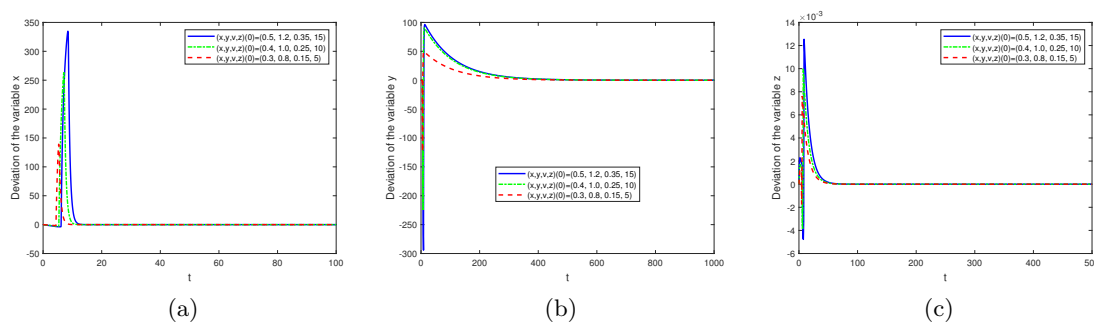 350
300
250
200
150
100
50
0
-50
0 20 40 60 80 100
Deviation of the variable x
t
(x,y,v,z)(0)=(0.5, 1.2, 0.35, 15)
(x,y,v,z)(0)=(0.4, 1.0, 0.25, 10)
(x,y,v,z)(0)=(0.3, 0.8, 0.15, 5)
(a)
100
50
0
-50
-100
-150
-200
-250
-300
0 200 400 600 800 1000
Deviation of the variable y
t
(x,y,v,z)(0)=(0.5, 1.2, 0.35, 15)
(x,y,v,z)(0)=(0.4, 1.0, 0.25, 10)
(x,y,v,z)(0)=(0.3, 0.8, 0.15, 5)
(b)
×10⁻³
14
12
10
8
6
4
2
0
-2
-4
-6
0 100 200 300 400 500
Deviation of the variable z
t
(x,y,v,z)(0)=(0.5, 1.2, 0.35, 15)
(x,y,v,z)(0)=(0.4, 1.0, 0.25, 10)
(x,y,v,z)(0)=(0.3, 0.8, 0.15, 5)
(c)